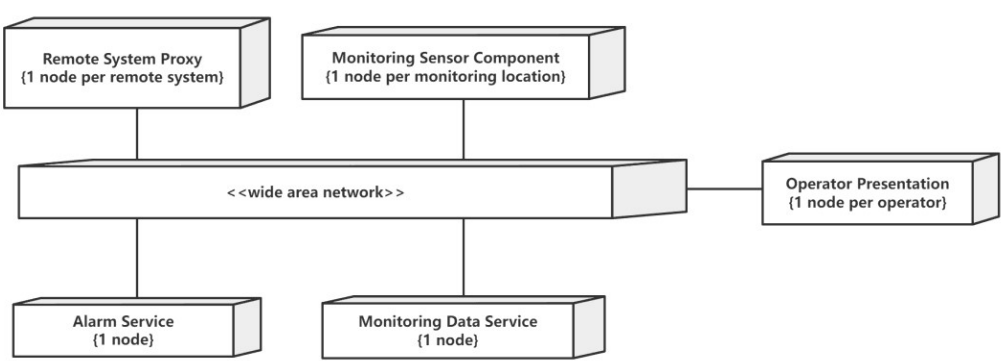 Remote System Proxy
{1 node per remote system}
Monitoring Sensor Component
{1 node per monitoring location}
<<wide area network>>
Operator Presentation
{1 node per operator}
Alarm Service
{1 node}
Monitoring Data Service
{1 node}